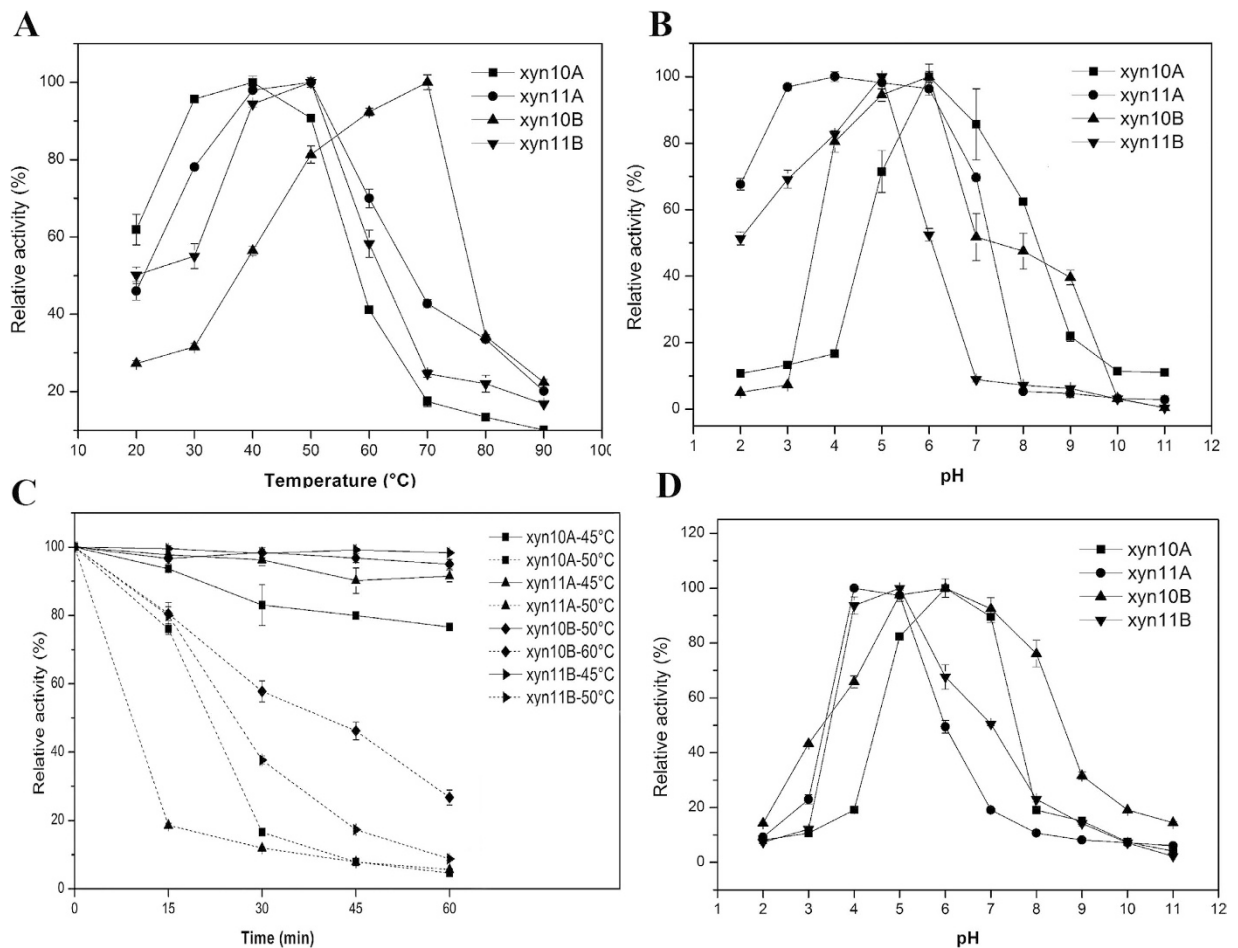 A
Relative activity (%)
100
80
60
40
20
xyn10A
xyn11A
xyn10B
xyn11B
10 20 30 40 50 60 70 80 90 100
Temperature (°C)
B
Relative activity (%)
100
80
60
40
20
0
xyn10A
xyn11A
xyn10B
xyn11B
1 2 3 4 5 6 7 8 9 10 11 12
pH
C
Relative activity (%)
100
80
60
40
20
0
xyn10A-45°C
xyn10A-50°C
xyn11A-45°C
xyn11A-50°C
xyn10B-50°C
xyn10B-60°C
xyn11B-45°C
xyn11B-50°C
0 15 30 45 60
Time (min)
D
Relative activity (%)
120
100
80
60
40
20
0
xyn10A
xyn11A
xyn10B
xyn11B
1 2 3 4 5 6 7 8 9 10 11 12
pH